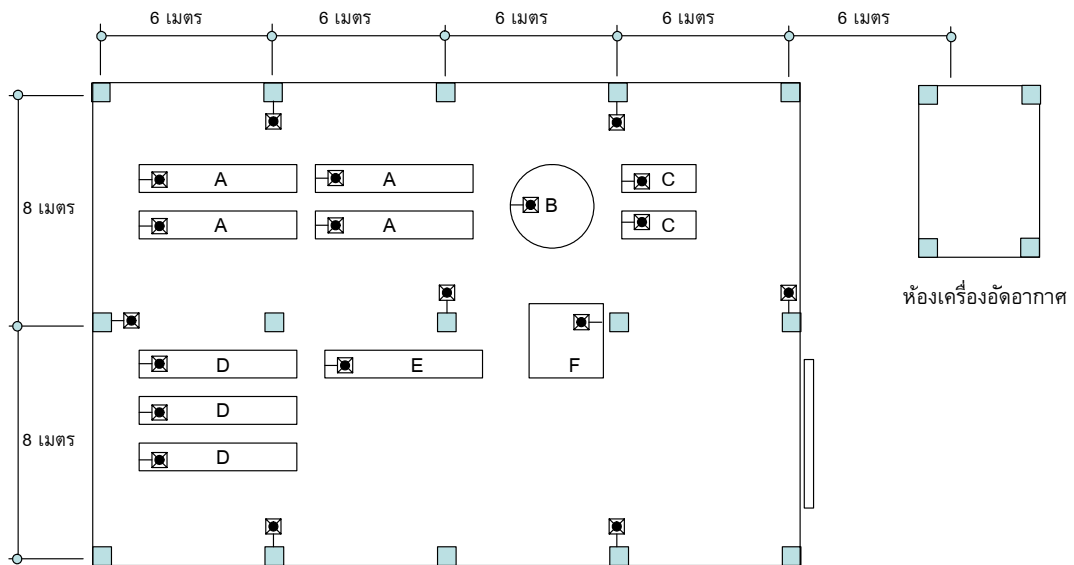 6 เมตร 6 เมตร 6 เมตร 6 เมตร 6 เมตร
A A B C
A A C
8 เมตร
ห้องเครื่องอัดอากาศ
D E F
D
8 เมตร
D